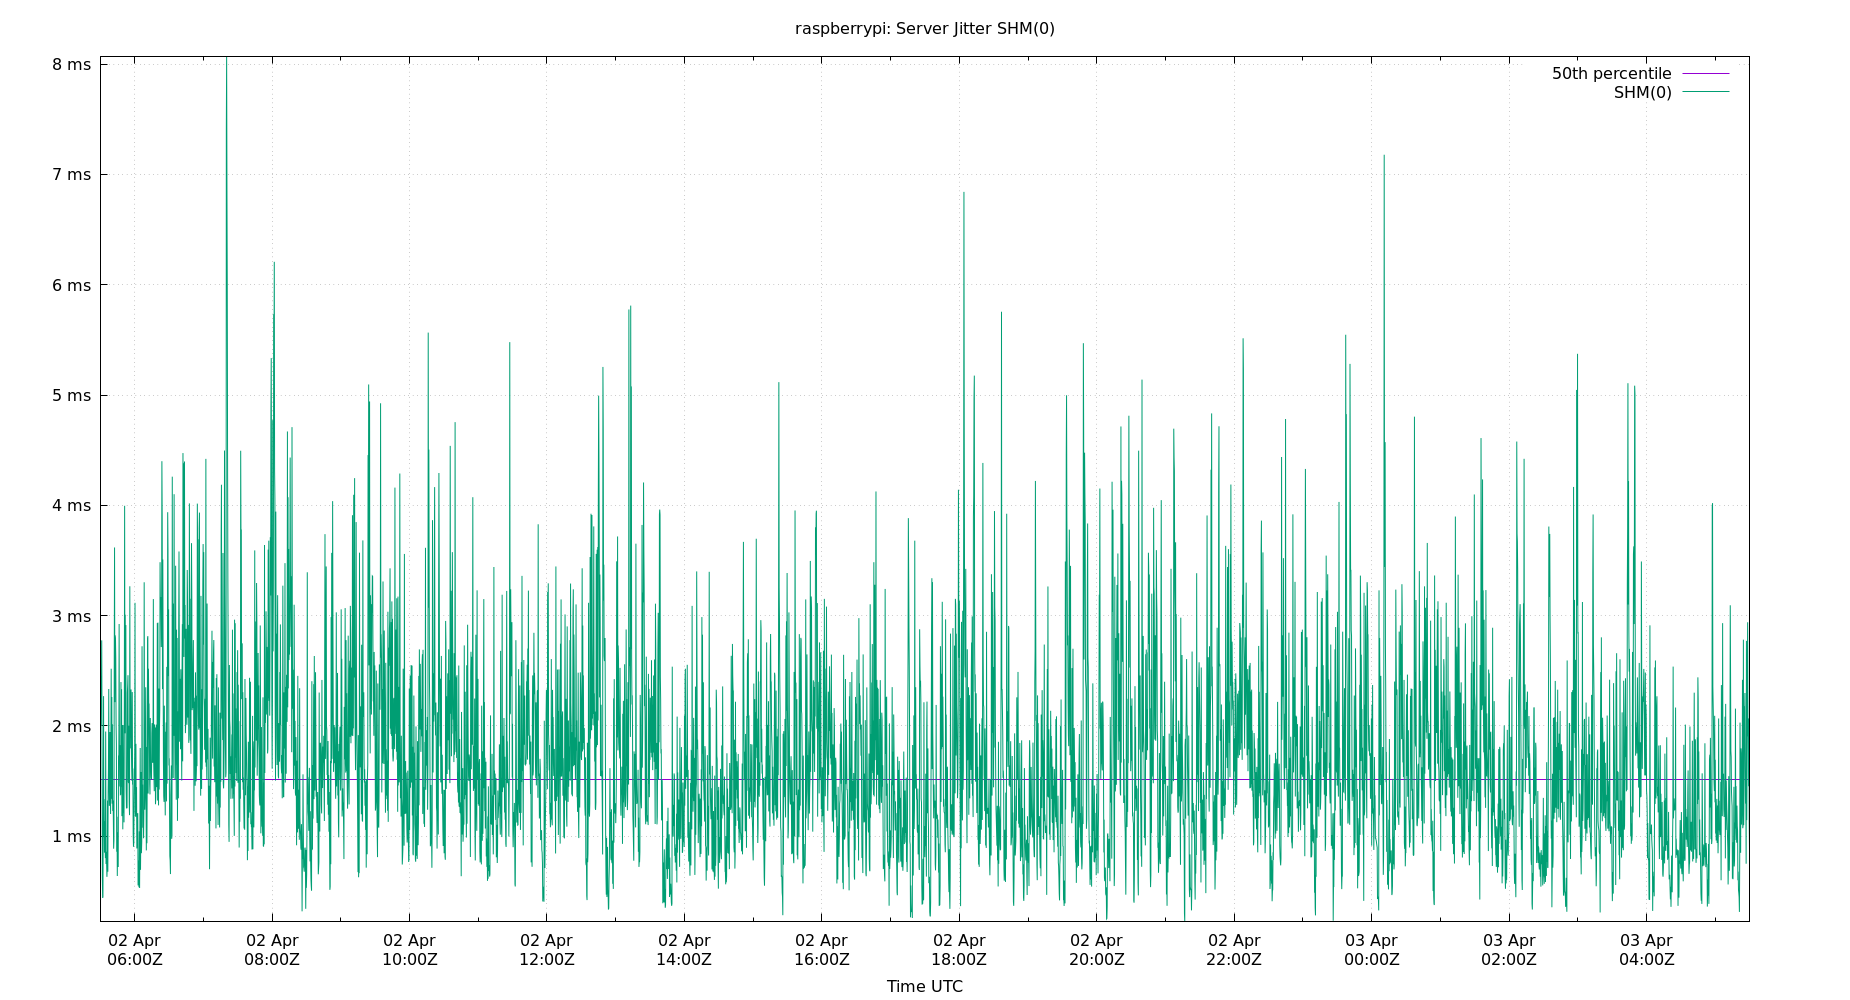 raspberrypi: Server Jitter SHM(0)
50th percentile
SHM(0)
8 ms
7 ms
6 ms
5 ms
4 ms
3 ms
2 ms
1 ms
02 Apr 02 Apr 02 Apr 02 Apr 02 Apr 02 Apr 02 Apr 02 Apr 02 Apr 03 Apr 03 Apr 03 Apr
06:00Z 08:00Z 10:00Z 12:00Z 14:00Z 16:00Z 18:00Z 20:00Z 22:00Z 00:00Z 02:00Z 04:00Z
Time UTC